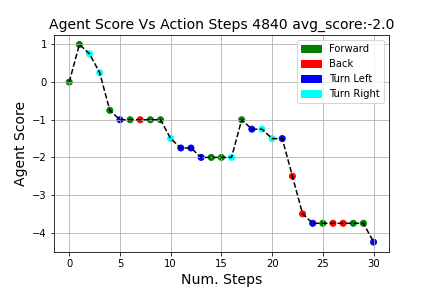 Agent Score Vs Action Steps 4840 avg_score:-2.0
Forward
Back
Turn Left
Turn Right
Agent Score
1
0
−1
−2
−3
−4
0 5 10 15 20 25 30
Num. Steps